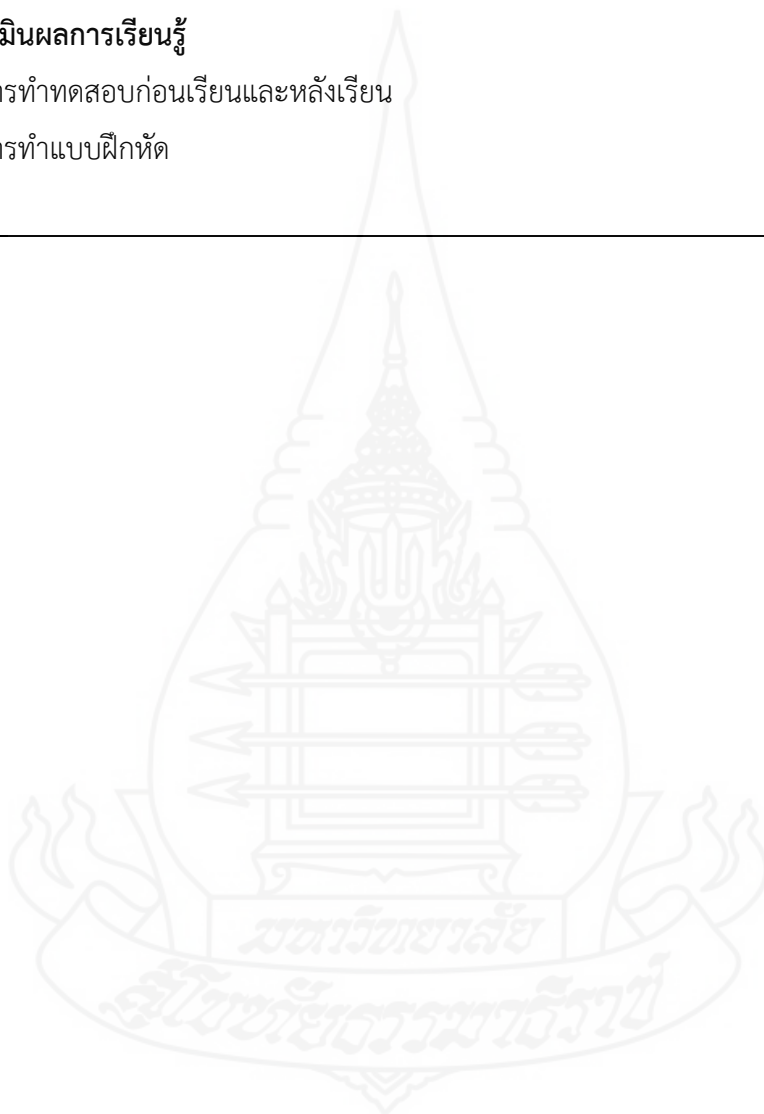 มินผลการเรียนรู้
ารทำทดสอบก่อนเรียนและหลังเรียน
ารทำแบบฝึกหัด
มหาวิทยาลัย
สุโขทัยธรรมาธิราช